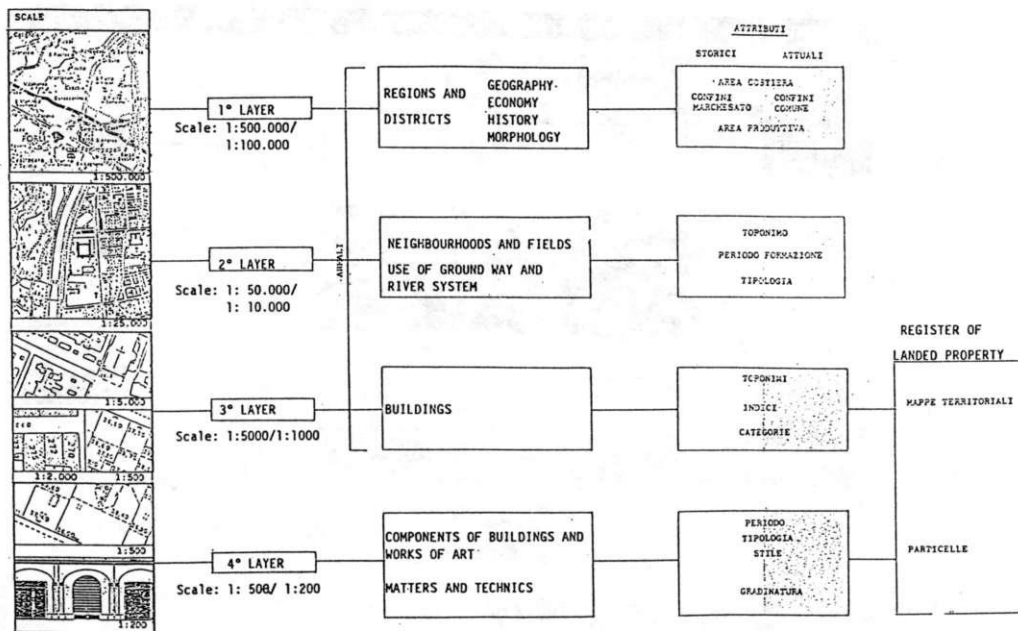 SCALE
1:500.000
1:25.000
1:5.000
1:2.000
1:500
1:500
1:200
1° LAYER
Scale: 1:500.000/
1:100.000
2° LAYER
Scale: 1: 50.000/
1: 10.000
3° LAYER
Scale: 1:5000/1:1000
4° LAYER
Scale: 1: 500/ 1:200
REGIONS AND
DISTRICTS
GEOGRAPHY-
ECONOMY
HISTORY
MORPHOLOGY
NEIGHBOURHOODS AND FIELDS
USE OF GROUND WAY AND
RIVER SYSTEM
BUILDINGS
COMPONENTS OF BUILDINGS AND
WORKS OF ART
MATTERS AND TECHNICS
ATTRIBUTI
STORICI
ATTUALI
AREA COSTIERA
CONFINI
MARCHESATO
CONFINI
COMUNE
AREA PRODUTTIVA
TOPONIMO
PERIODO FORMAZIONE
TIPOLOGIA
TOPONIMI
INDICI
CATEGORIE
PERIODO
TIPOLOGIA
STILE
GRADINATURA
REGISTER OF
LANDED PROPERTY
MAPPE TERRITORIALI
PARTICELLE